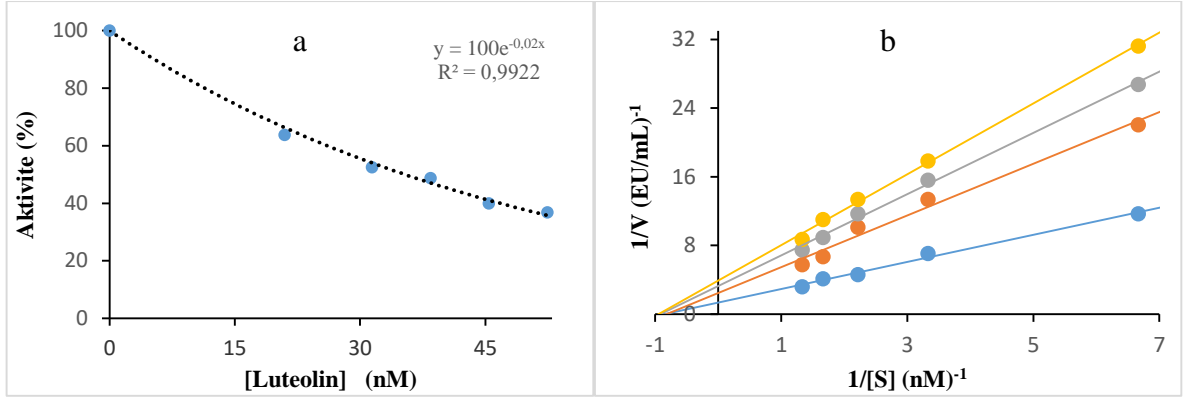 a
y = 100e^-0,02x
R² = 0,9922
Aktivite (%)
100
80
60
40
20
0
0 15 30 45
[Luteolin] (nM)
b
1/V (EU/mL)^-1
32
24
16
8
0
-1 1 3 5 7
1/[S] (nM)^-1